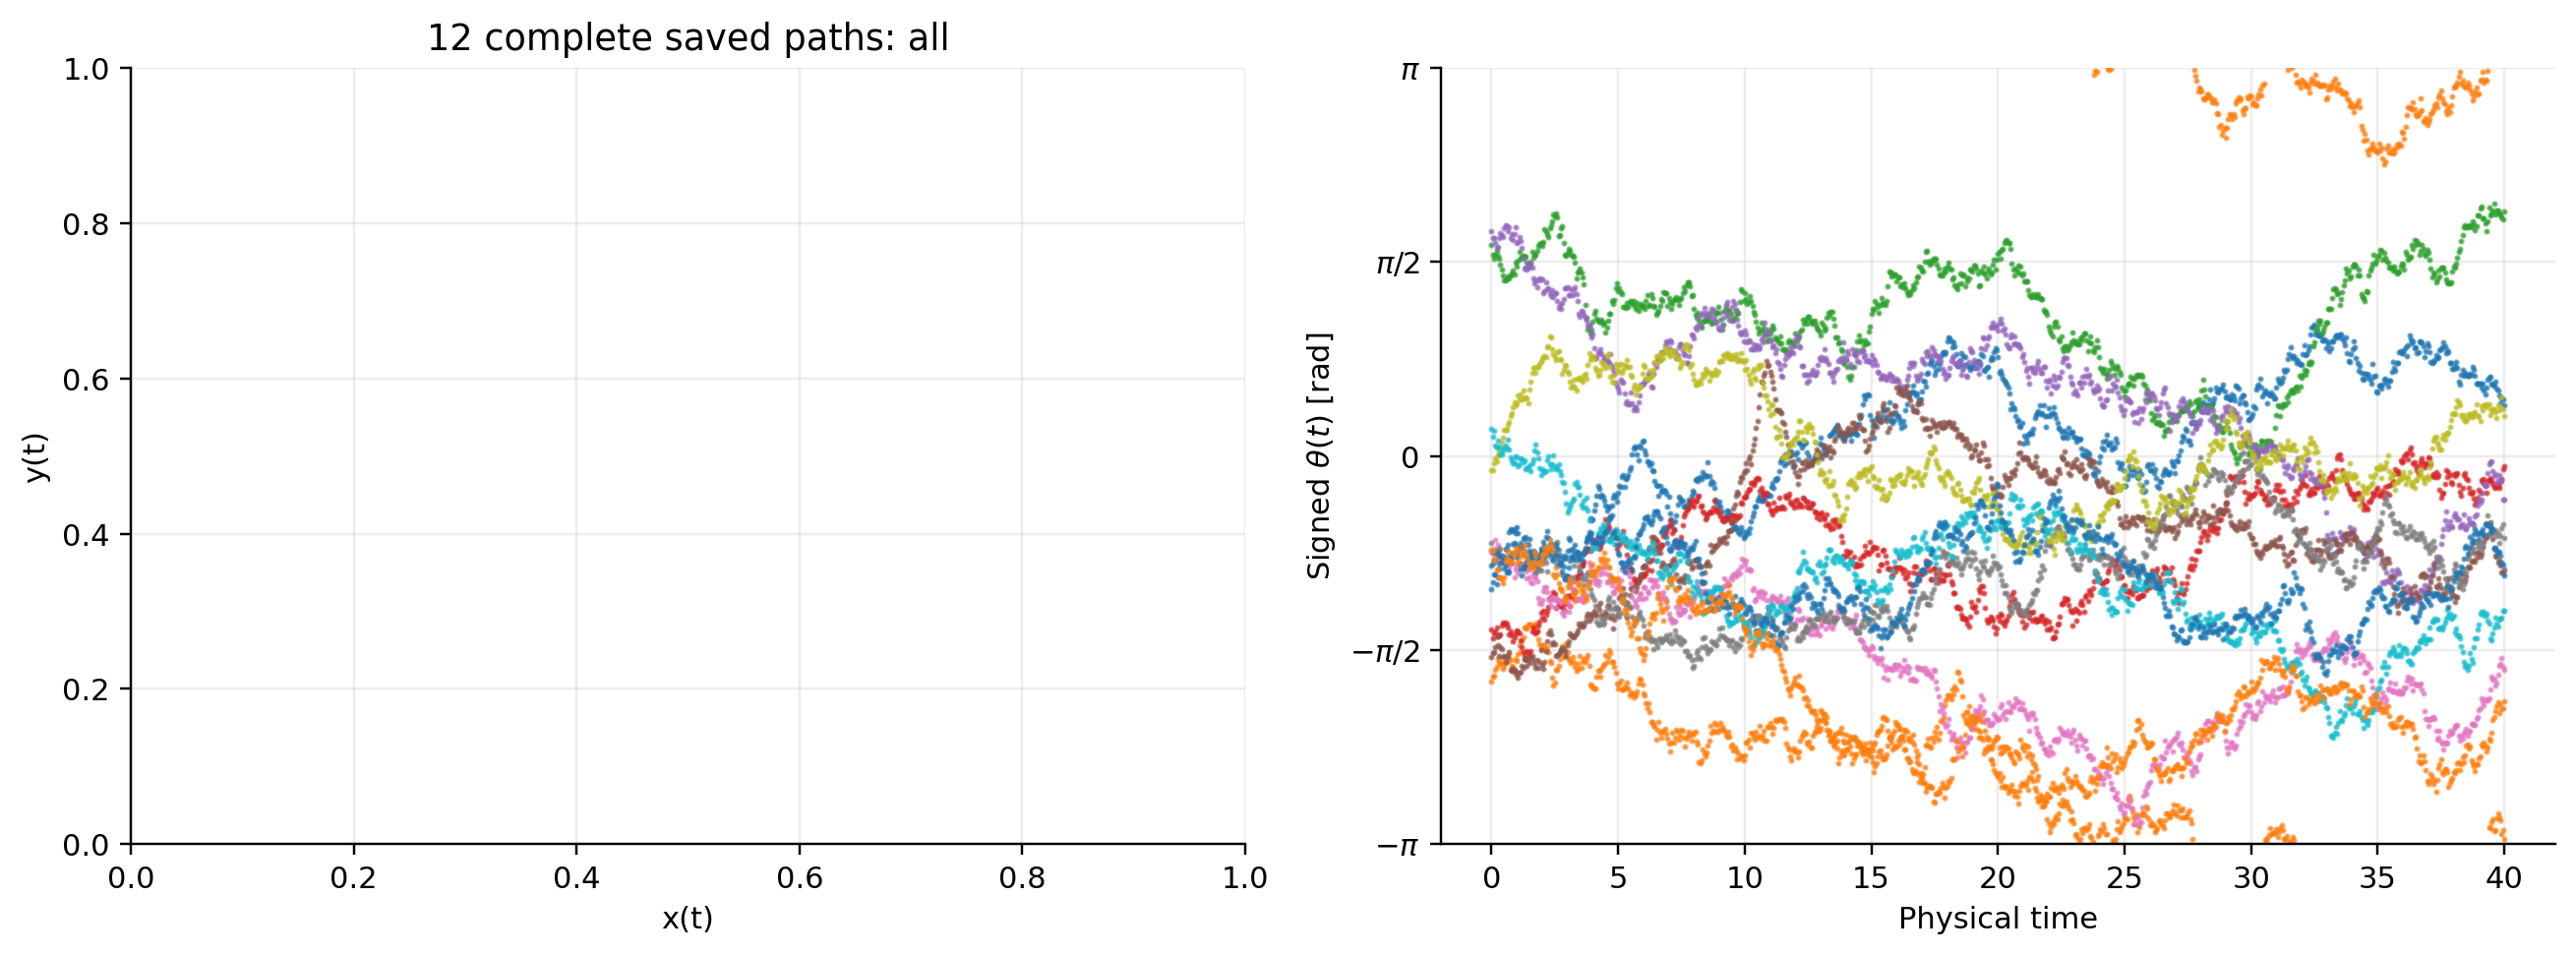 12 complete saved paths: all
1.0
0.8
0.6
0.4
0.2
0.0
y(t)
0.0 0.2 0.4 0.6 0.8 1.0
x(t)
π
π/2
0
−π/2
−π
Signed θ(t) [rad]
0 5 10 15 20 25 30 35 40
Physical time